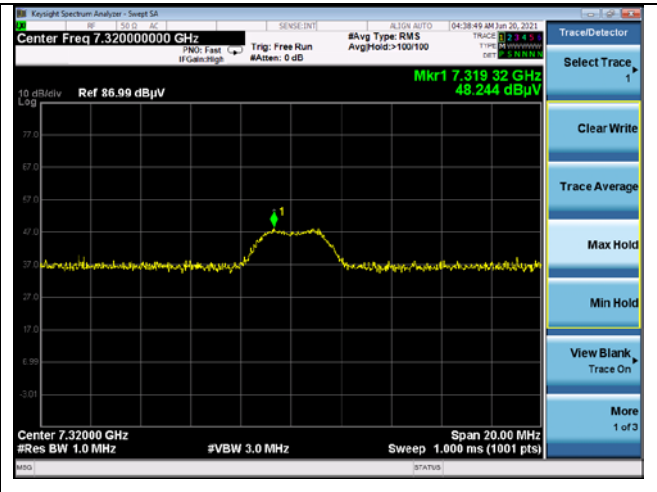 Keysight Spectrum Analyzer - Swept SA
RF 50 Ω AC SENSE:INT ALIGN AUTO 04:38:49 AM Jun 20, 2021
Center Freq 7.320000000 GHz
PNO: Fast
IFGain:High
Trig: Free Run
#Atten: 0 dB
#Avg Type: RMS
Avg|Hold:>100/100
TRACE 1 2 3 4 5 6
TYPE M WWWWW
DET P S N N N N
Mkr1 7.319 32 GHz
48.244 dBµV
10 dB/div Ref 86.99 dBµV
Log
77.0
67.0
57.0
47.0
37.0
27.0
17.0
6.99
-3.01
1
Center 7.32000 GHz
Span 20.00 MHz
#Res BW 1.0 MHz
#VBW 3.0 MHz
Sweep 1.000 ms (1001 pts)
MSG STATUS
Trace/Detector
Select Trace
1
Clear Write
Trace Average
Max Hold
Min Hold
View Blank
Trace On
More
1 of 3